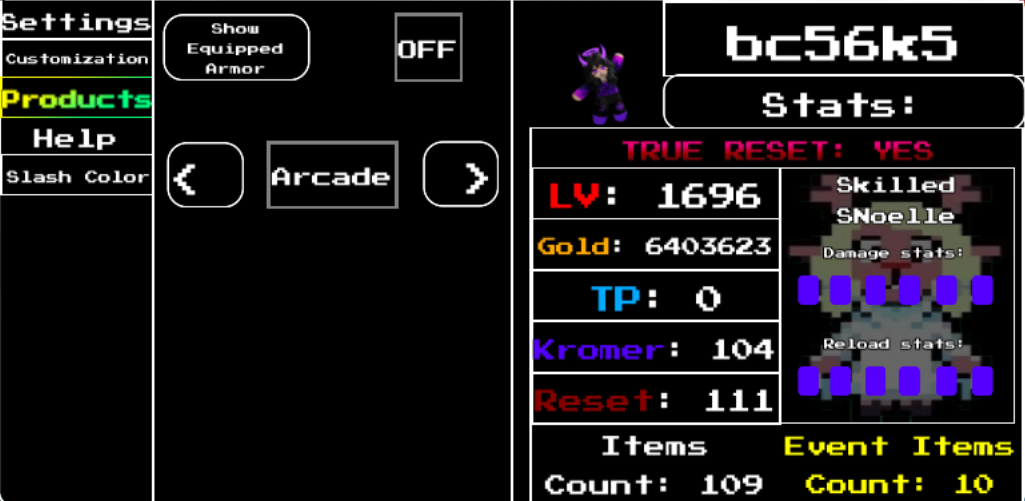 Settings
Customization
Products
Help
Slash Color
Show
Equipped
Armor
OFF
<
Arcade
>
bc56k5
Stats:
TRUE RESET: YES
LV: 1696
Gold: 6403623
TP: 0
Kromer: 104
Reset: 111
Skilled
SNoelle
Damage stats:
Reload stats:
Items
Count: 109
Event Items
Count: 10